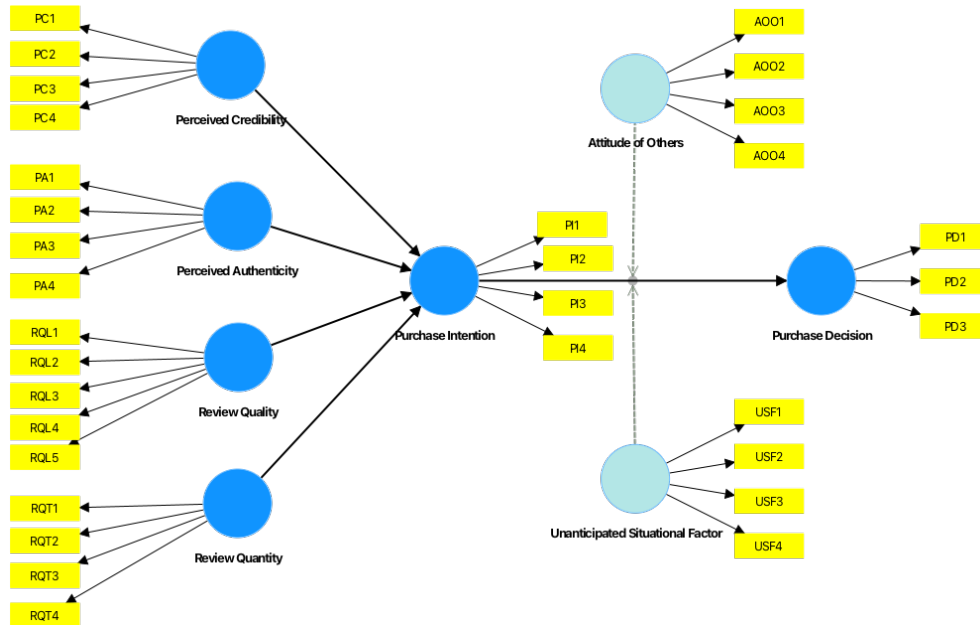 PC1
PC2
PC3
PC4
Perceived Credibility
PA1
PA2
PA3
PA4
Perceived Authenticity
RQL1
RQL2
RQL3
RQL4
RQL5
Review Quality
RQT1
RQT2
RQT3
RQT4
Review Quantity
PI1
PI2
PI3
PI4
Purchase Intention
AOO1
AOO2
AOO3
AOO4
Attitude of Others
USF1
USF2
USF3
USF4
Unanticipated Situational Factor
PD1
PD2
PD3
Purchase Decision